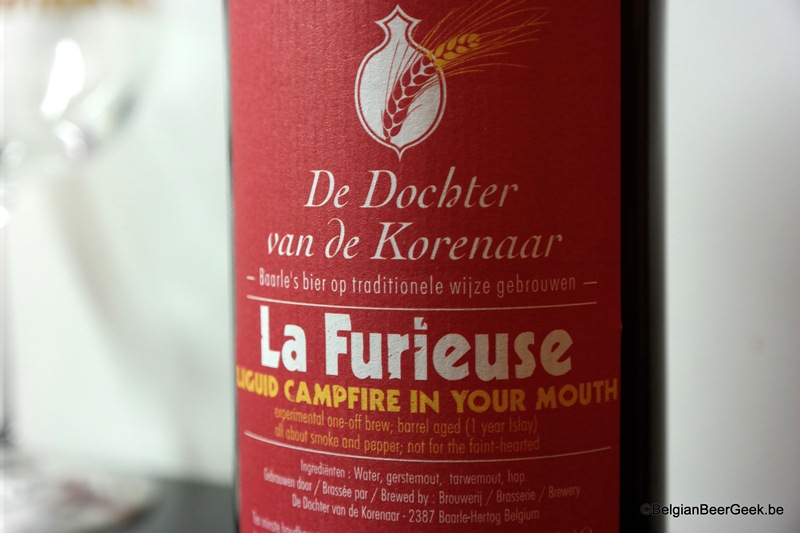 De Dochter
van de Korenaar
— Baarle's bier op traditionele wijze gebrouwen —
La Furieuse
LIQUID CAMPFIRE IN YOUR MOUTH
experimental one-off brew, barrel aged (1 year Islay)
all about smoke and pepper; not for the faint-hearted
Ingrediënten : Water, gerstemout, tarwemout, hop.
Gebrouwen door / Brassée par / Brewed by : Brouwerij / Brasserie / Brewery
De Dochter van de Korenaar - 2387 Baarle-Hertog Belgium
©BelgianBeerGeek.be